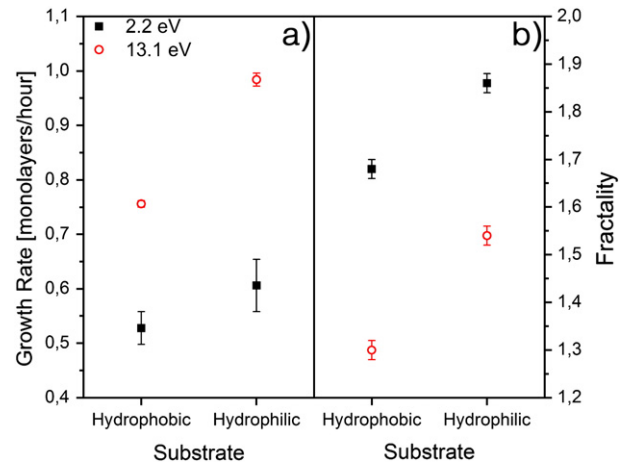 2.2 eV
13.1 eV
a)
b)
Growth Rate [monolayers/hour]
1,1
1,0
0,9
0,8
0,7
0,6
0,5
0,4
Fractality
2,0
1,9
1,8
1,7
1,6
1,5
1,4
1,3
1,2
Hydrophobic Hydrophilic
Hydrophobic Hydrophilic
Substrate
Substrate